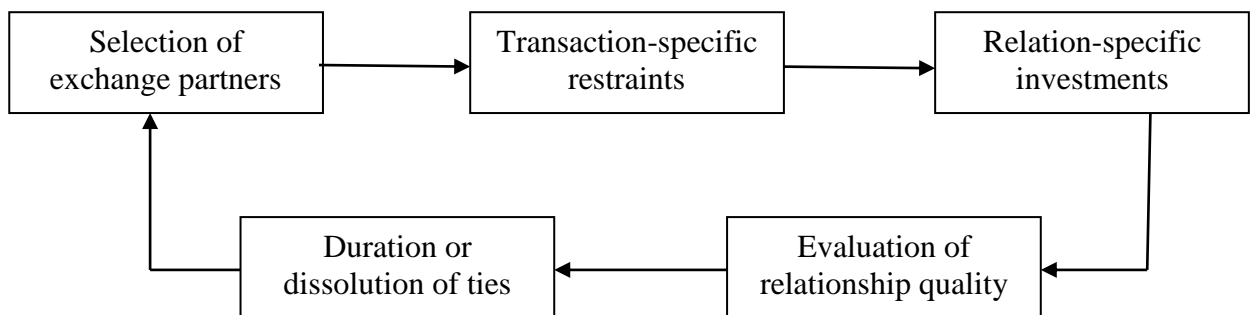 Selection of
exchange partners
Transaction-specific
restraints
Relation-specific
investments
Duration or
dissolution of ties
Evaluation of
relationship quality